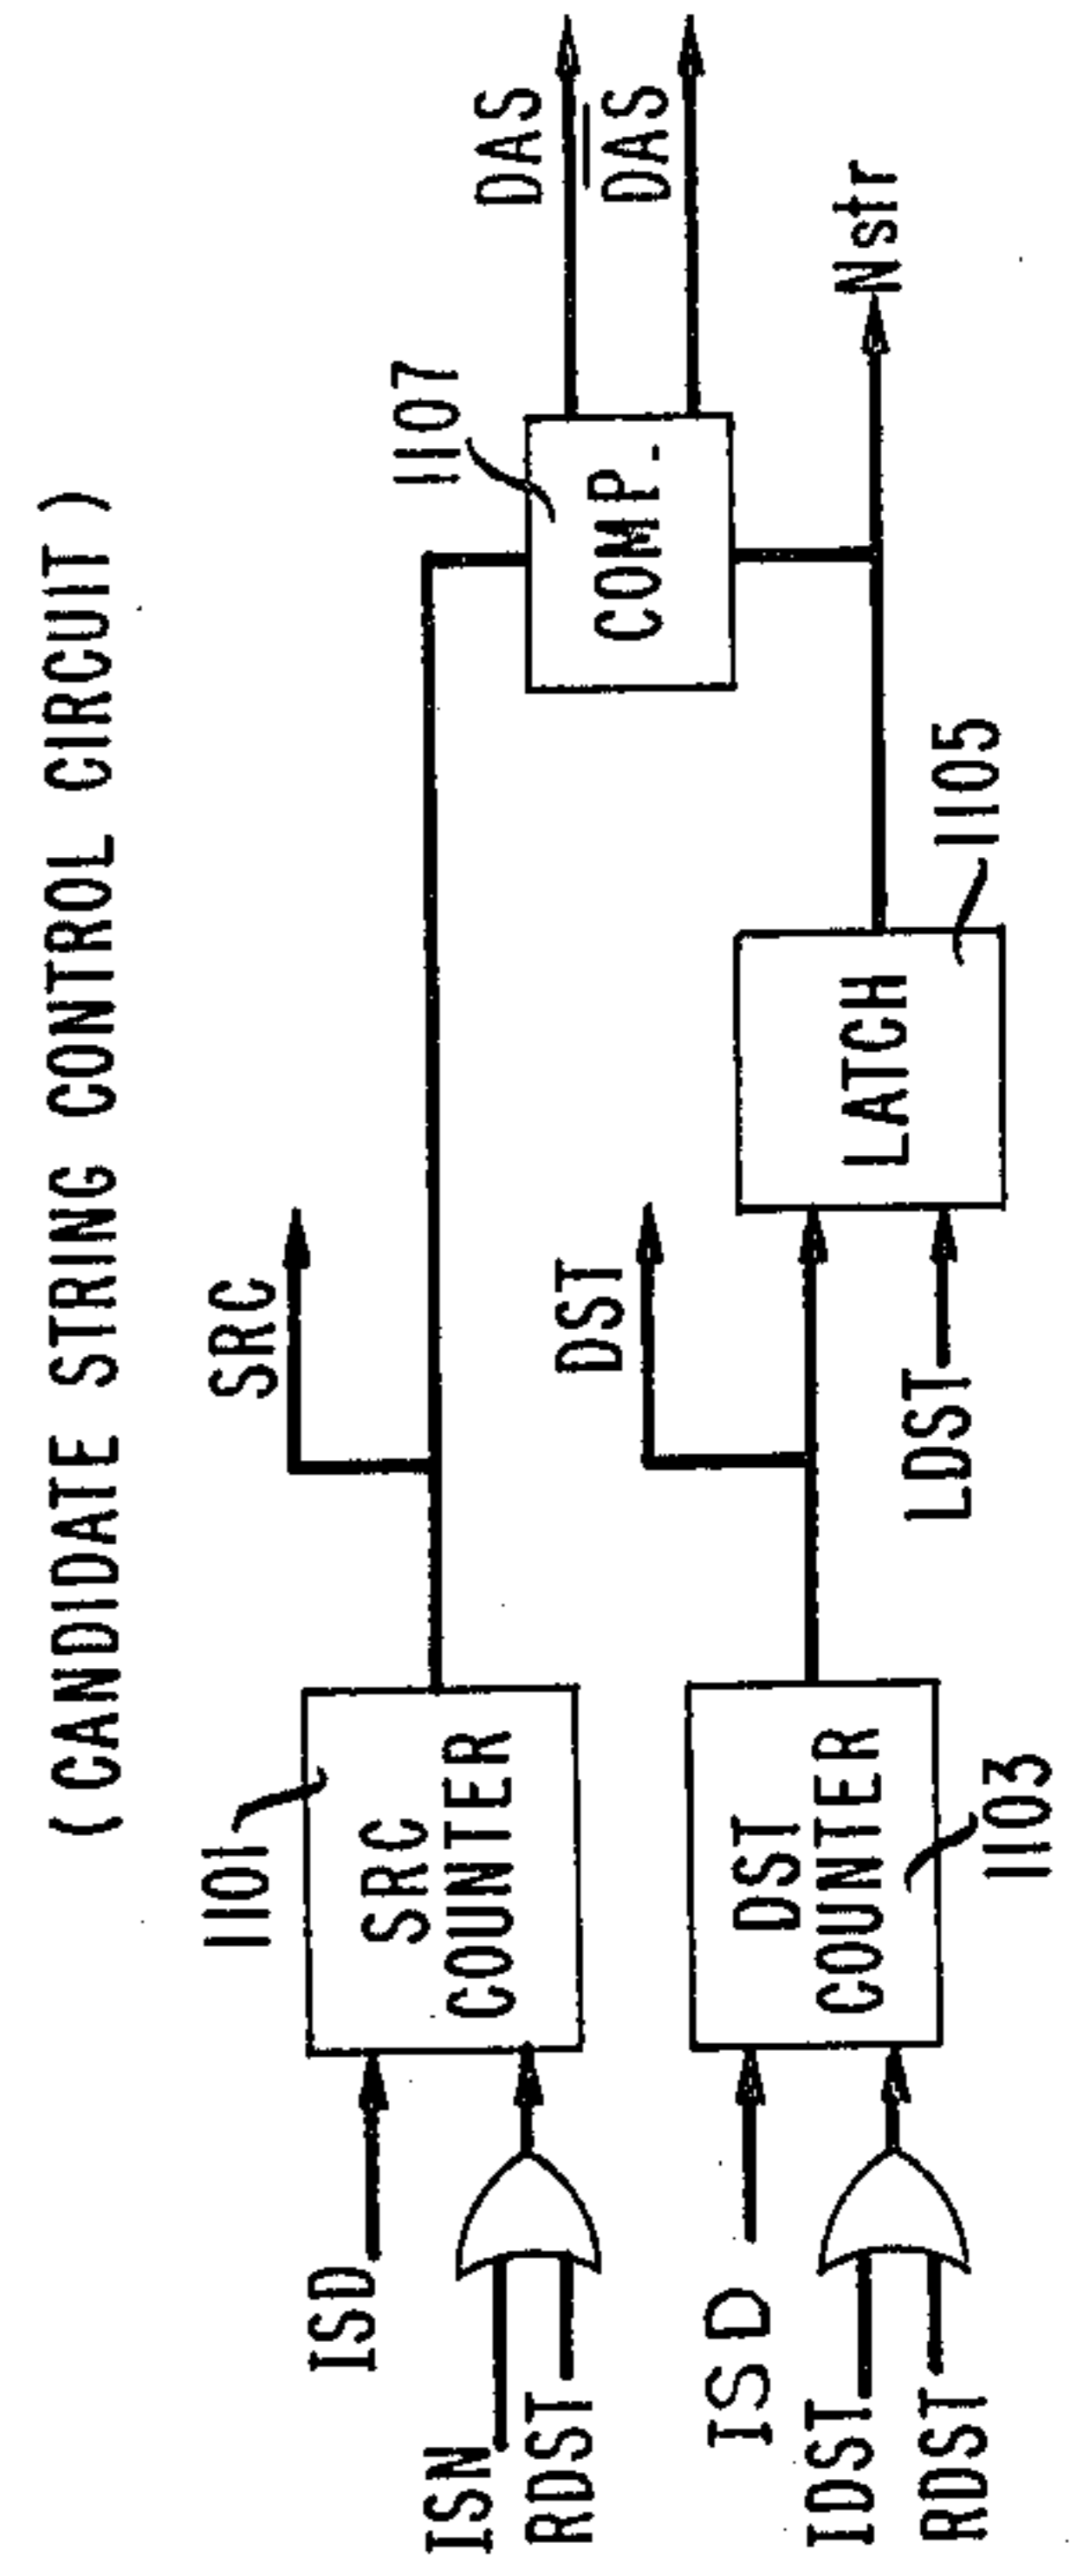 (CANDIDATE STRING CONTROL CIRCUIT)
1101
SRC
ISD
SRC
COUNTER
ISN
RDST
1107
COMP.
DAS
D̅A̅S̅
Nstr
DST
ISD
DST
COUNTER
IDST
RDST
1103
LATCH
LDST
1105